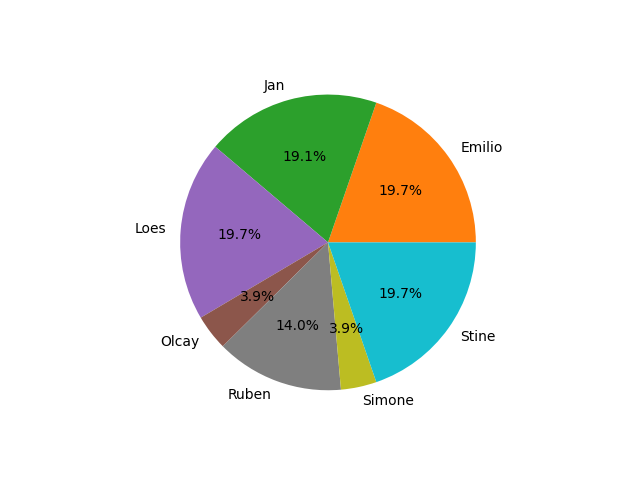 Jan
Emilio
19.1%
19.7%
Loes
19.7%
19.7%
3.9%
14.0%
3.9%
Olcay
Stine
Ruben
Simone